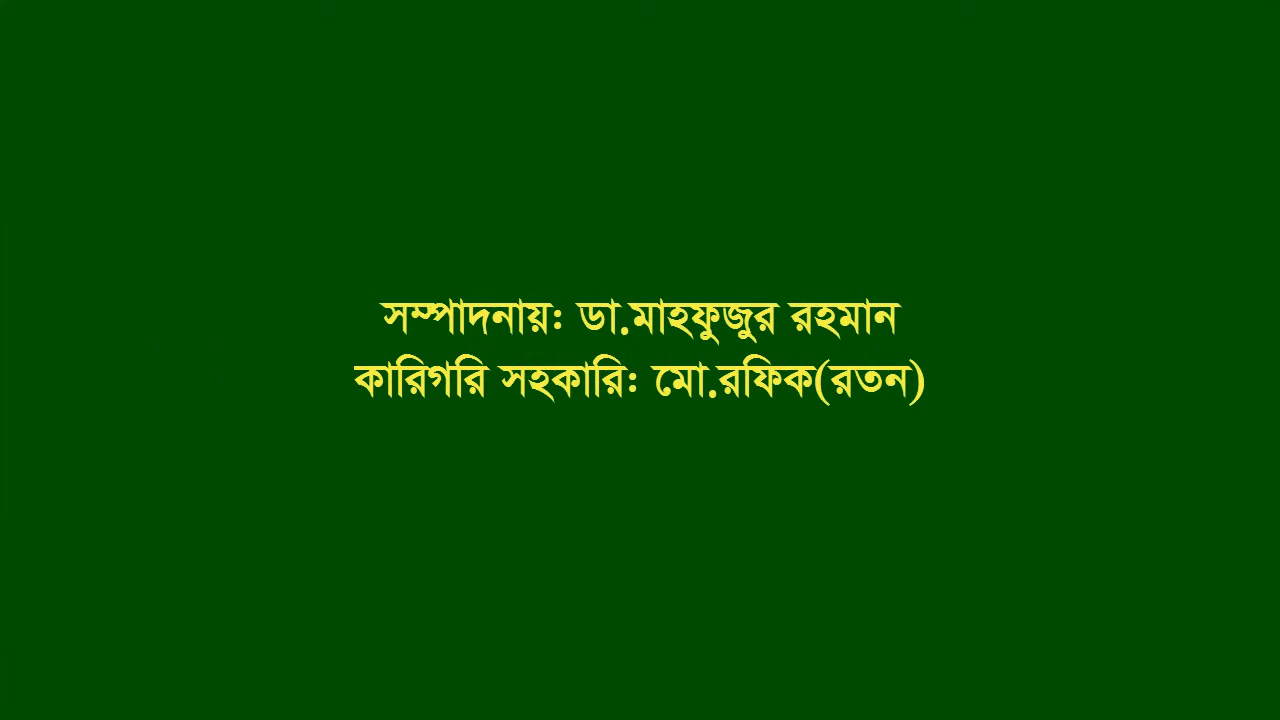 সম্পাদনায়: ডা.মাহফুজুর রহমান
কারিগরি সহকারি: মো.রফিক(রতন)